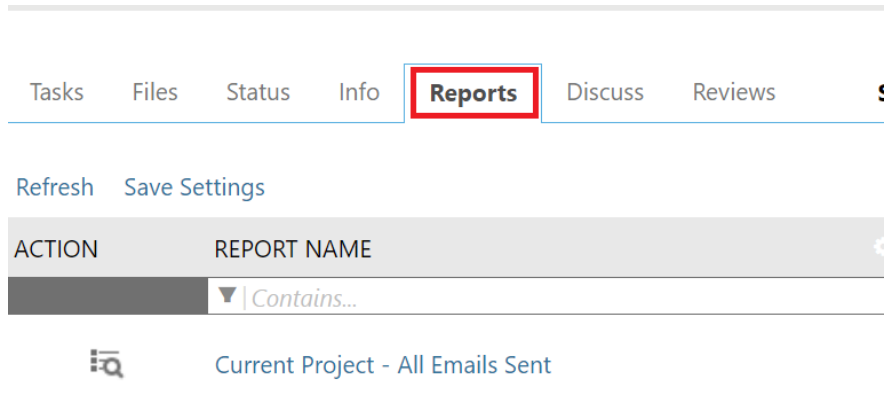 Tasks Files Status Info Reports Discuss Reviews
Refresh Save Settings
ACTION REPORT NAME
Contains...
Current Project - All Emails Sent